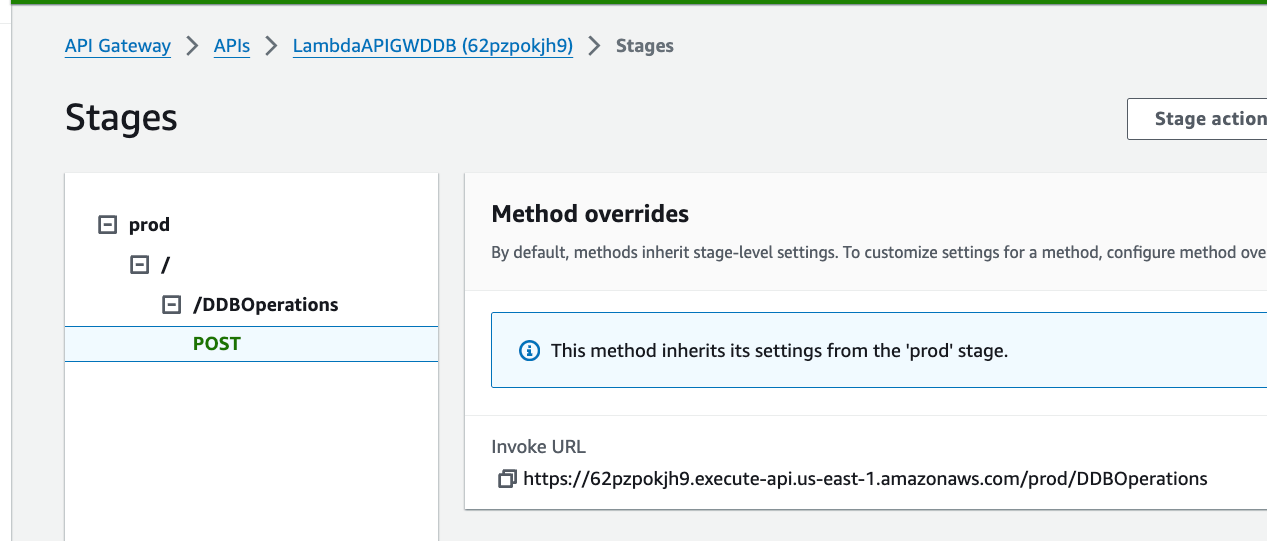 API Gateway > APIs > LambdaAPIGWDDB (62pzpokjh9) > Stages
Stages
Stage action
prod
/
/DDBOperations
POST
Method overrides
By default, methods inherit stage-level settings. To customize settings for a method, configure method ove
This method inherits its settings from the 'prod' stage.
Invoke URL
https://62pzpokjh9.execute-api.us-east-1.amazonaws.com/prod/DDBOperations